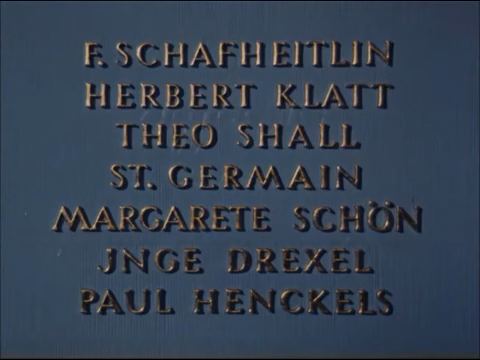 F. SCHAFHEITLIN
HERBERT KLATT
THEO SHALL
ST. GERMAIN
MARGARETE SCHÖN
JNGE DREXEL
PAUL HENCKELS